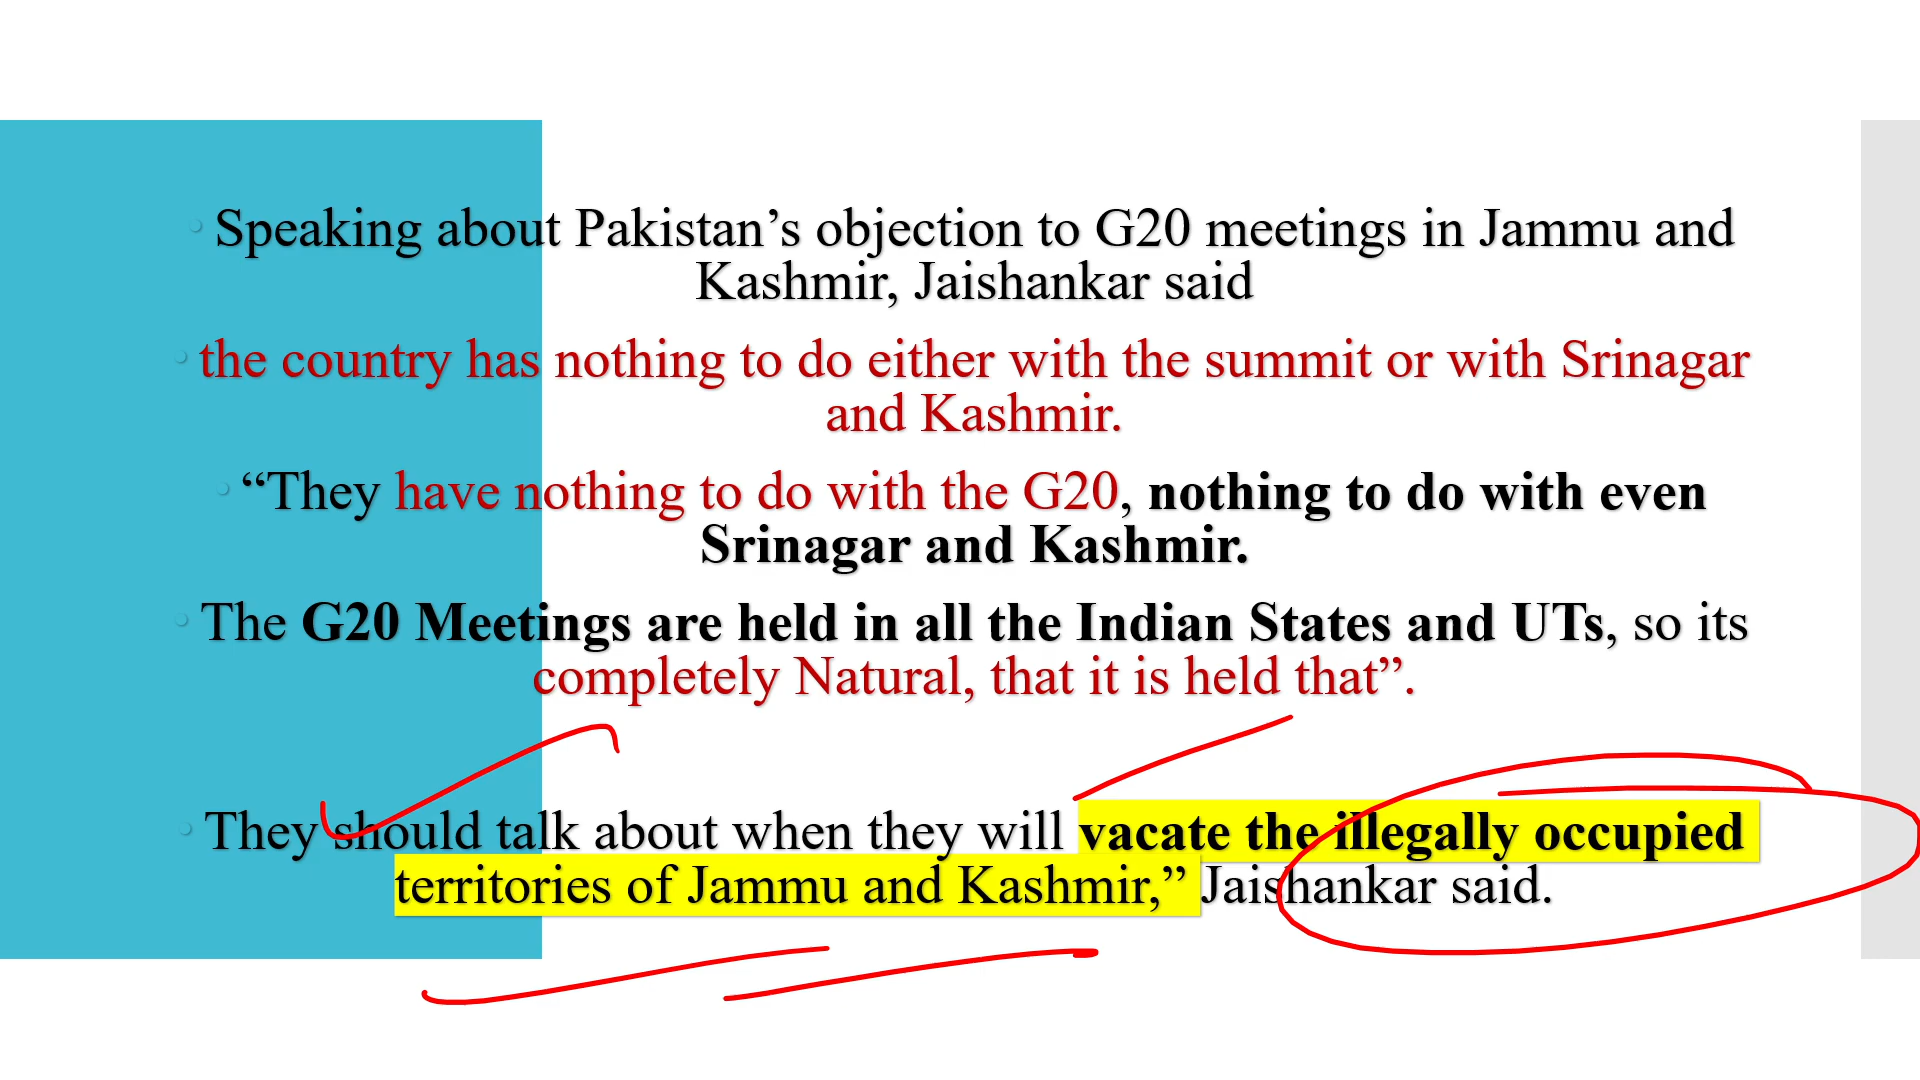 • Speaking about Pakistan’s objection to G20 meetings in Jammu and
Kashmir, Jaishankar said
• the country has nothing to do either with the summit or with Srinagar
and Kashmir.
• “They have nothing to do with the G20, nothing to do with even
Srinagar and Kashmir.
• The G20 Meetings are held in all the Indian States and UTs, so its
completely Natural, that it is held that”.
• They should talk about when they will vacate the illegally occupied
territories of Jammu and Kashmir,” Jaishankar said.